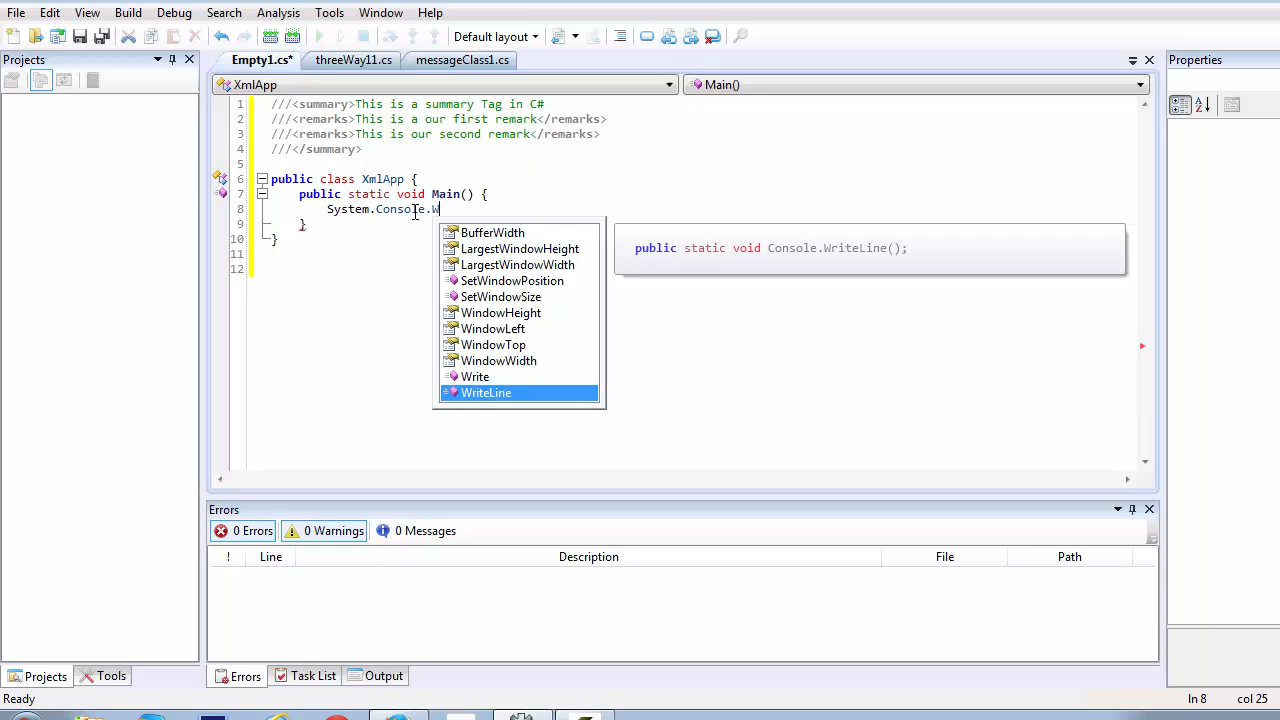 File Edit View Build Debug Search Analysis Tools Window Help
Default layout
Projects
Empty1.cs* threeWay11.cs messageClass1.cs
Properties
XmlApp Main()
1 ///<summary>This is a summary Tag in C#
2 ///<remarks>This is a our first remark</remarks>
3 ///<remarks>This is our second remark</remarks>
4 ///</summary>
5
6 public class XmlApp {
7 public static void Main() {
8 System.Console.W
9 }
10 }
11
12
BufferWidth
LargestWindowHeight
LargestWindowWidth
SetWindowPosition
SetWindowSize
WindowHeight
WindowLeft
WindowTop
WindowWidth
Write
WriteLine
public static void Console.WriteLine();
Errors
0 Errors 0 Warnings 0 Messages
! Line Description File Path
Projects Tools
Errors Task List Output
Ready ln 8 col 25